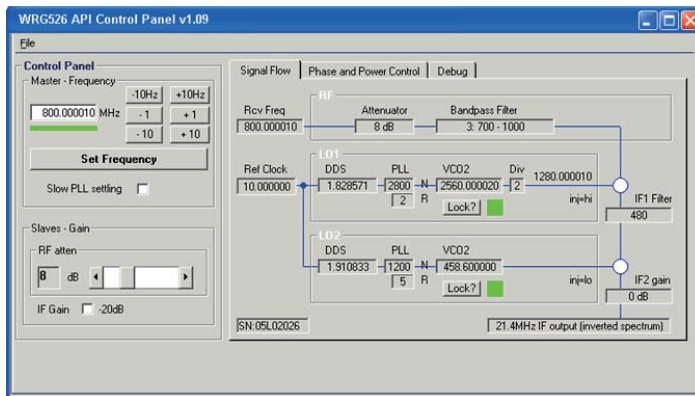 WRG526 API Control Panel v1.09
File
Control Panel
Master - Frequency
800.000010 MHz
-10Hz +10Hz
- 1 + 1
- 10 + 10
Set Frequency
Slow PLL settling
Slaves - Gain
RF atten
8 dB
IF Gain -20dB
Signal Flow Phase and Power Control Debug
RF
Rcv Freq Attenuator Bandpass Filter
800.000010 8 dB 3: 700 - 1000
LO1
Ref Clock DDS PLL VCO2 Div 1280.000010
10.000000 1.828571 2800 N 2560.000020 2
2 R Lock? inj=hi IF1 Filter
480
LO2
DDS PLL VCO2
1.910833 1200 N 458.600000
5 R Lock? inj=lo IF2 gain
0 dB
SN:05L02026 21.4MHz IF output (inverted spectrum)